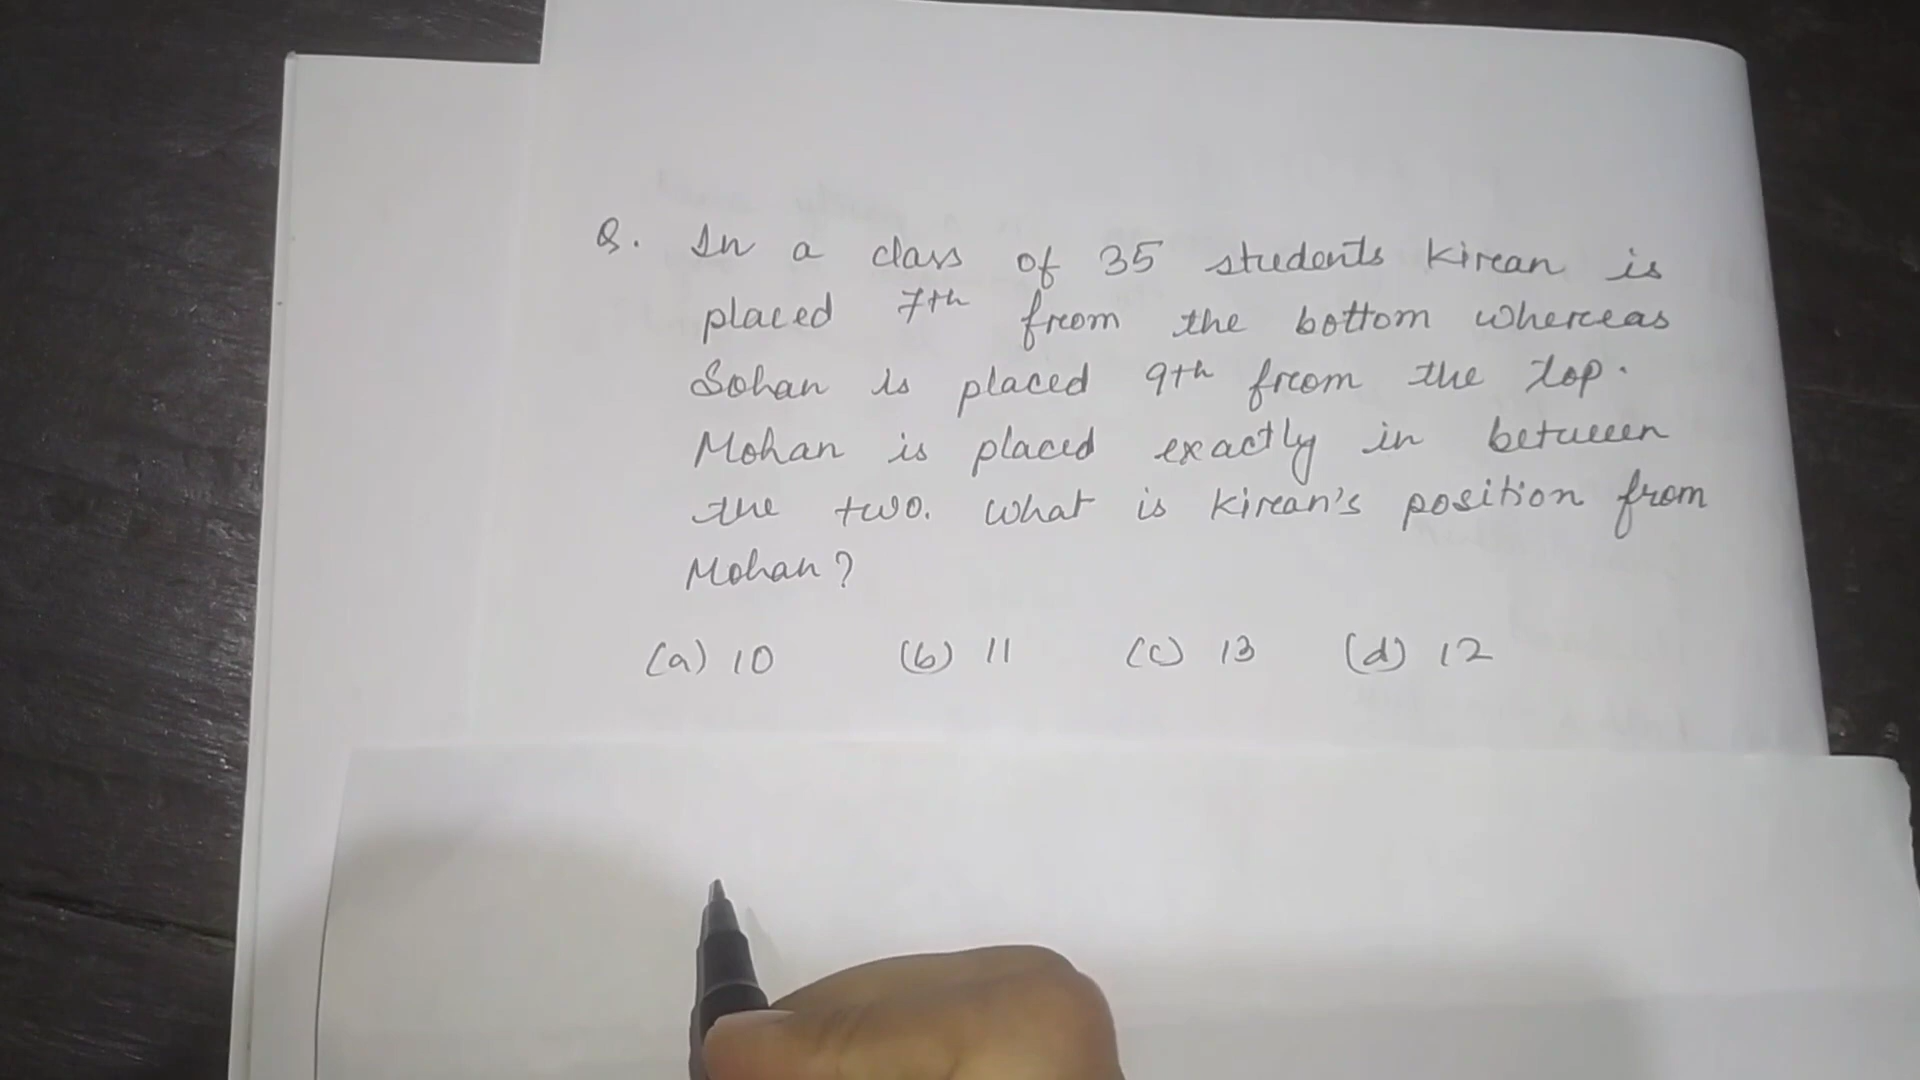 Q. In a class of 35 students Kiran is
placed 7th from the bottom whereas
Sohan is placed 9th from the top.
Mohan is placed exactly in between
the two. What is Kiran's position from
Mohan?
(a) 10 (b) 11 (c) 13 (d) 12